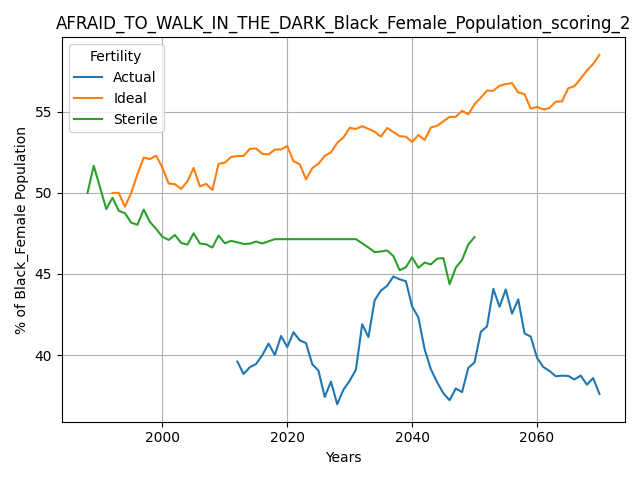 AFRAID_TO_WALK_IN_THE_DARK_Black_Female_Population_scoring_2
Fertility
Actual
Ideal
Sterile
% of Black_Female Population
55
50
45
40
2000
2020
2040
2060
Years